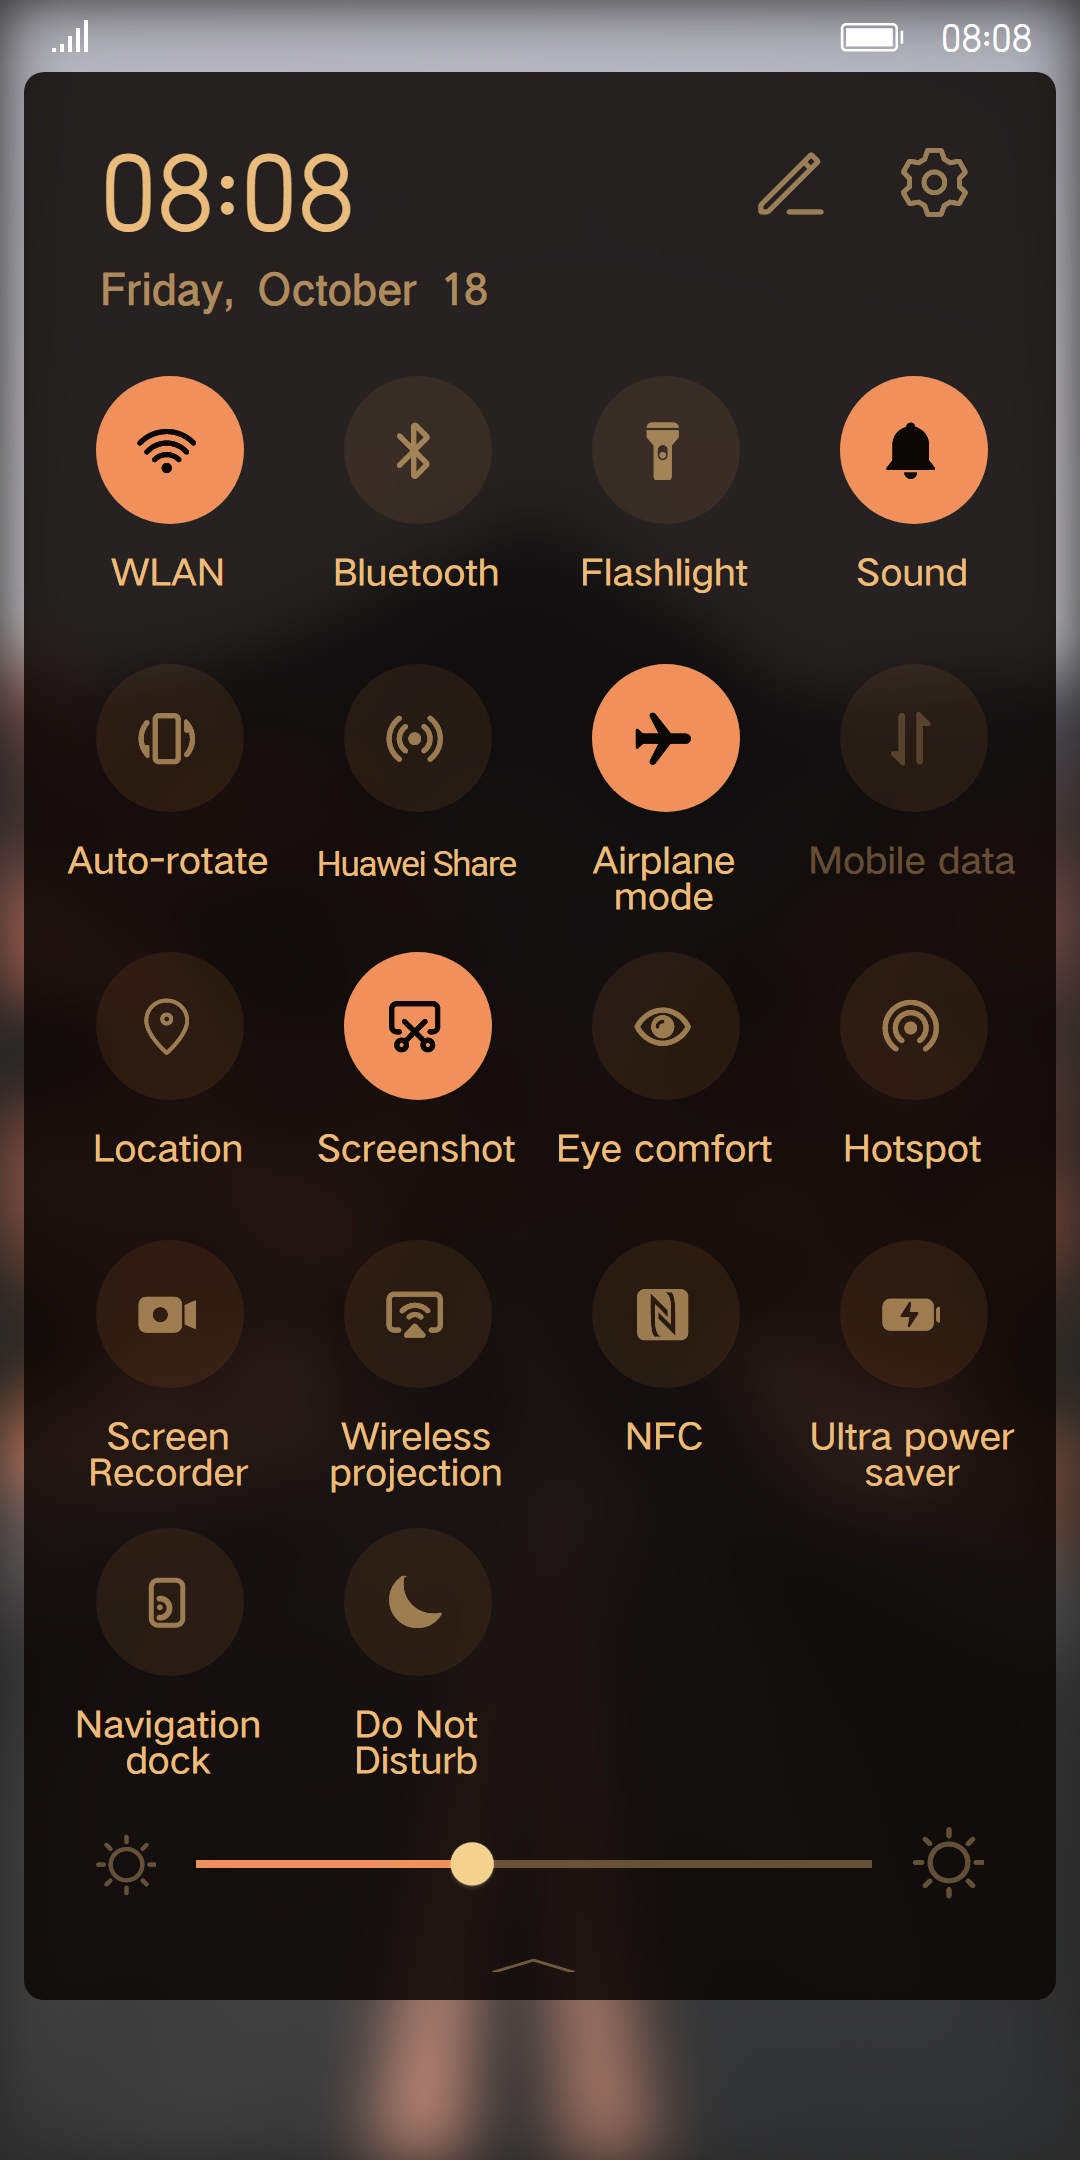 08:08
08:08
Friday, October 18
WLAN
Bluetooth
Flashlight
Sound
Auto-rotate
Huawei Share
Airplane
mode
Mobile data
Location
Screenshot
Eye comfort
Hotspot
Screen
Recorder
Wireless
projection
NFC
Ultra power
saver
Navigation
dock
Do Not
Disturb